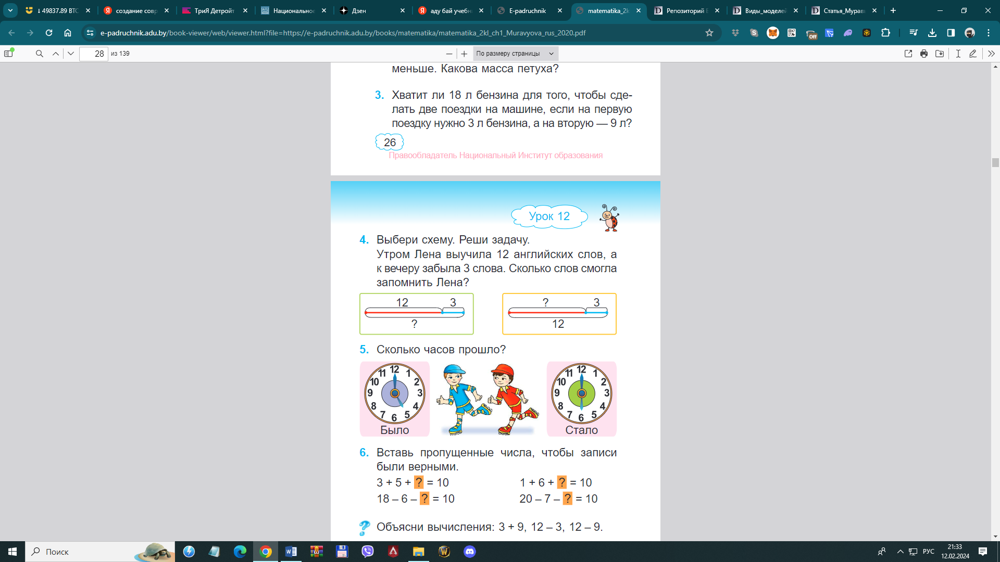 ↓ 49837.89 BTC
создание совр
ТриЯ Детройт
Национальное
Дзен
аду бай учебн
E-padruchnik
matematika_2k
Репозиторий Б
Виды_моделей
Статья_Мурав
e-padruchnik.adu.by/book-viewer/web/viewer.html?file=https://e-padruchnik.adu.by/books/matematika/matematika_2kl_ch1_Muravyova_rus_2020.pdf
Off
28 из 139
По размеру страницы
меньше. Какова масса петуха?
3. Хватит ли 18 л бензина для того, чтобы сде-
лать две поездки на машине, если на первую
поездку нужно 3 л бензина, а на вторую — 9 л?
26
Правообладатель Национальный Институт образования
Урок 12
4. Выбери схему. Реши задачу.
Утром Лена выучила 12 английских слов, а
к вечеру забыла 3 слова. Сколько слов смогла
запомнить Лена?
12 3
?
? 3
12
5. Сколько часов прошло?
12 1 2 3 4 5 6 7 8 9 10 11
Было
12 1 2 3 4 5 6 7 8 9 10 11
Стало
6. Вставь пропущенные числа, чтобы записи
были верными.
3 + 5 + ? = 10 1 + 6 + ? = 10
18 – 6 – ? = 10 20 – 7 – ? = 10
? Объясни вычисления: 3 + 9, 12 – 3, 12 – 9.
Поиск
РУС
21:33
12.02.2024